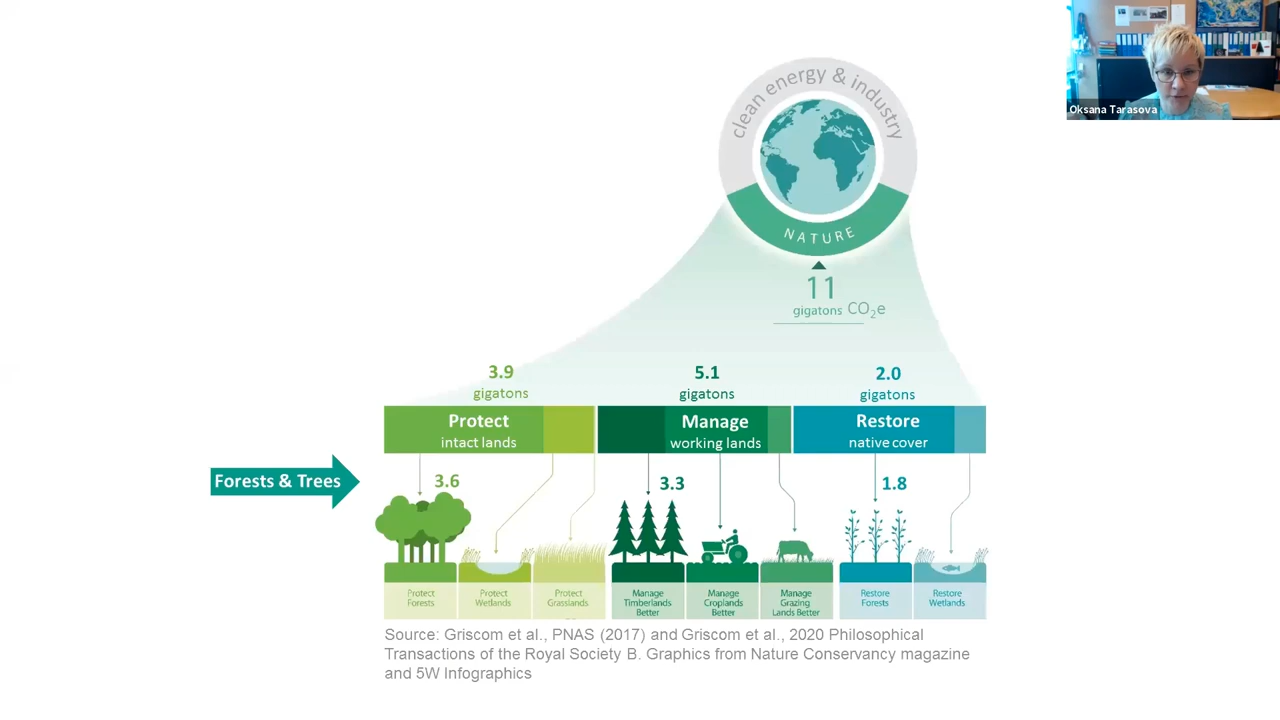 Oksana Tarasova
clean energy & industry
NATURE
11
gigatons CO₂e
3.9
gigatons
5.1
gigatons
2.0
gigatons
Protect
intact lands
Manage
working lands
Restore
native cover
Forests & Trees
3.6
3.3
1.8
Protect
Forests
Protect
Wetlands
Protect
Grasslands
Manage
Timberlands
Better
Manage
Croplands
Better
Manage
Grazing
Lands Better
Restore
Forests
Restore
Wetlands
Source: Griscom et al., PNAS (2017) and Griscom et al., 2020 Philosophical
Transactions of the Royal Society B. Graphics from Nature Conservancy magazine
and 5W Infographics